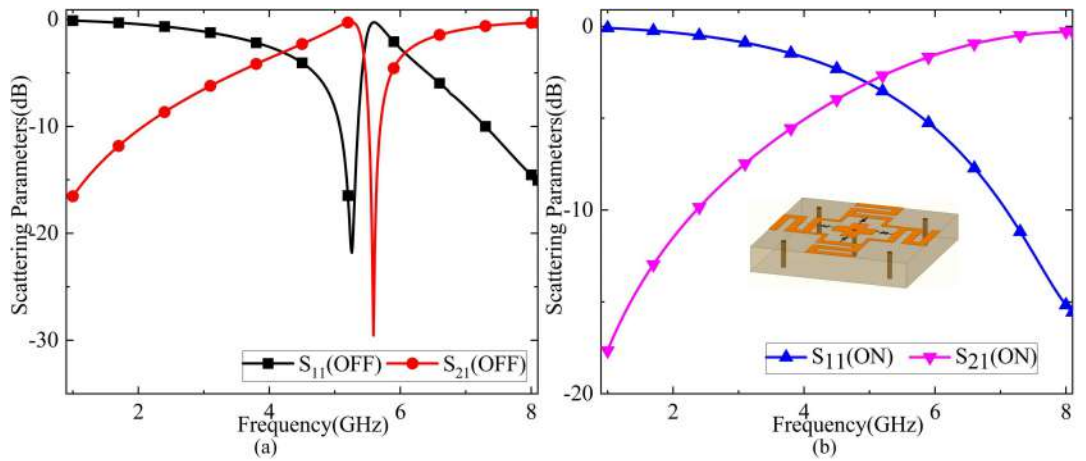 0
-10
-20
-30
Scattering Parameters(dB)
S11(OFF) S21(OFF)
2 4 6 8
Frequency(GHz)
(a)
0
-10
-20
Scattering Parameters(dB)
S11(ON) S21(ON)
2 4 6 8
Frequency(GHz)
(b)